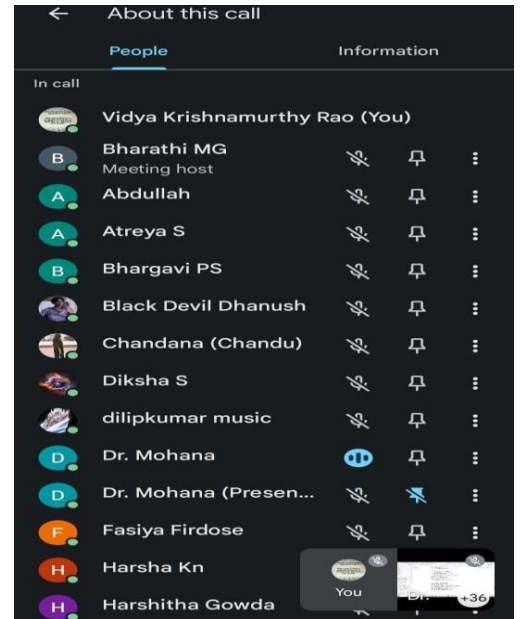 About this call
People Information
In call
Vidya Krishnamurthy Rao (You)
B Bharathi MG
Meeting host
A Abdullah
A Atreya S
B Bhargavi PS
Black Devil Dhanush
Chandana (Chandu)
Diksha S
dilipkumar music
D Dr. Mohana
D Dr. Mohana (Presen...
F Fasiya Firdose
H Harsha Kn
H Harshitha Gowda
You Dr. +36